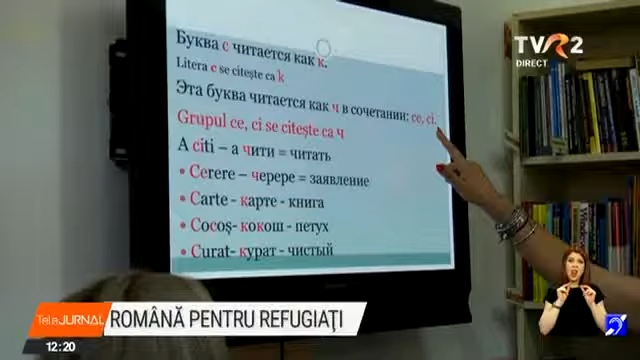 Буква с читается как к.
Litera c se citește ca k
Эта буква читается как ч в сочетании: ce, ci.
Grupul ce, ci se citește ca ч
A citi – а чити = читать
• Cerere – черере = заявление
• Carte - карте - книга
• Cocoș- кокош - петух
• Curat- курат - чистый
TVR2
DIRECT
TeleJURNAL
ROMÂNĂ PENTRU REFUGIAȚI
12:20